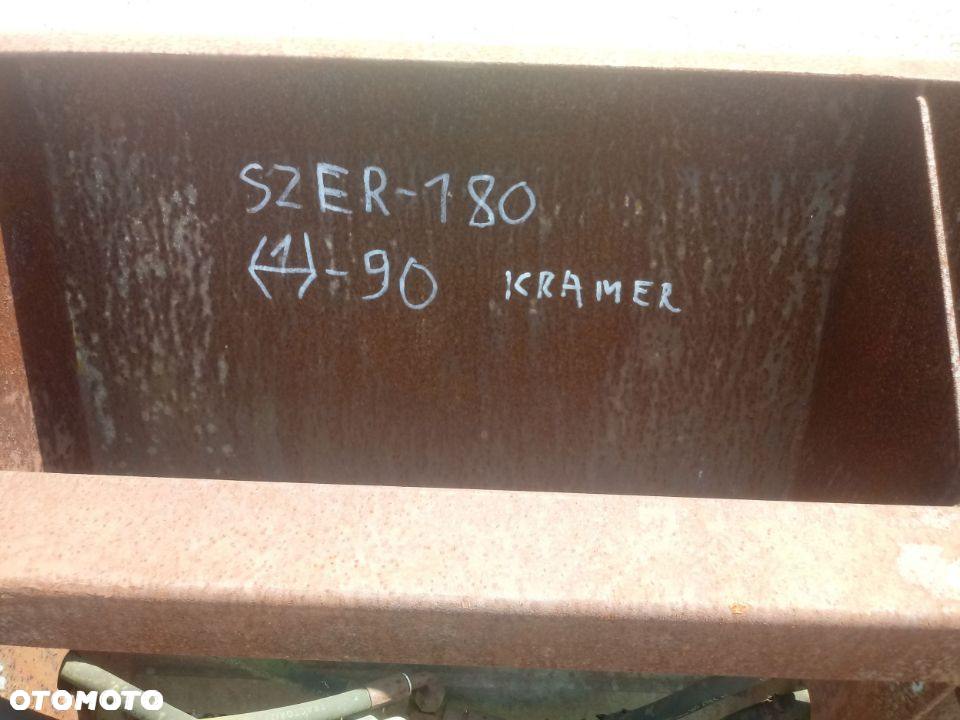 SZER-180
(1)-90 KRAMER
OTOMOTO